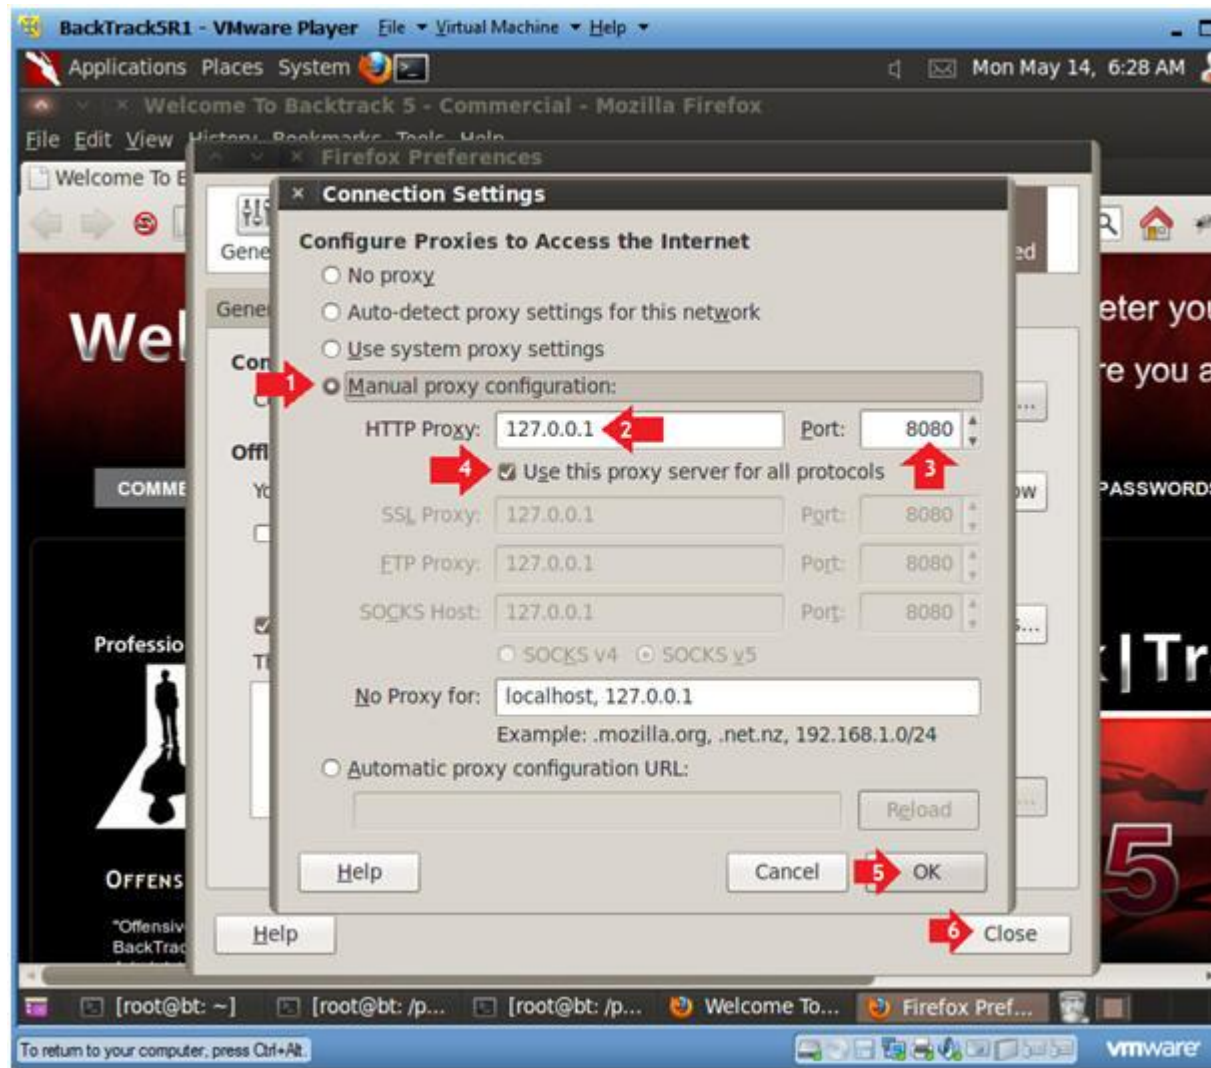 BackTrack5R1 - VMware Player File Virtual Machine Help
Applications Places System Mon May 14, 6:28 AM
Welcome To Backtrack 5 - Commercial - Mozilla Firefox
File Edit View History Bookmarks Tools Help
Firefox Preferences
Welcome To
Connection Settings
Configure Proxies to Access the Internet
No proxy
Auto-detect proxy settings for this network
Use system proxy settings
1 Manual proxy configuration:
HTTP Proxy: 127.0.0.1 2 Port: 8080
4 Use this proxy server for all protocols 3
COMME
PASSWORD
SSL Proxy: 127.0.0.1 Port: 8080
FTP Proxy: 127.0.0.1 Port: 8080
SOCKS Host: 127.0.0.1 Port: 8080
SOCKS v4 SOCKS v5
Professio
No Proxy for: localhost, 127.0.0.1
Example: .mozilla.org, .net.nz, 192.168.1.0/24
Automatic proxy configuration URL:
Reload
Help Cancel 5 OK
OFFENS
"Offensiv
BackTrac
Help 6 Close
[root@bt: ~] [root@bt: /p... [root@bt: /p... Welcome To... Firefox Pref...
To return to your computer, press Ctrl+Alt. vmware